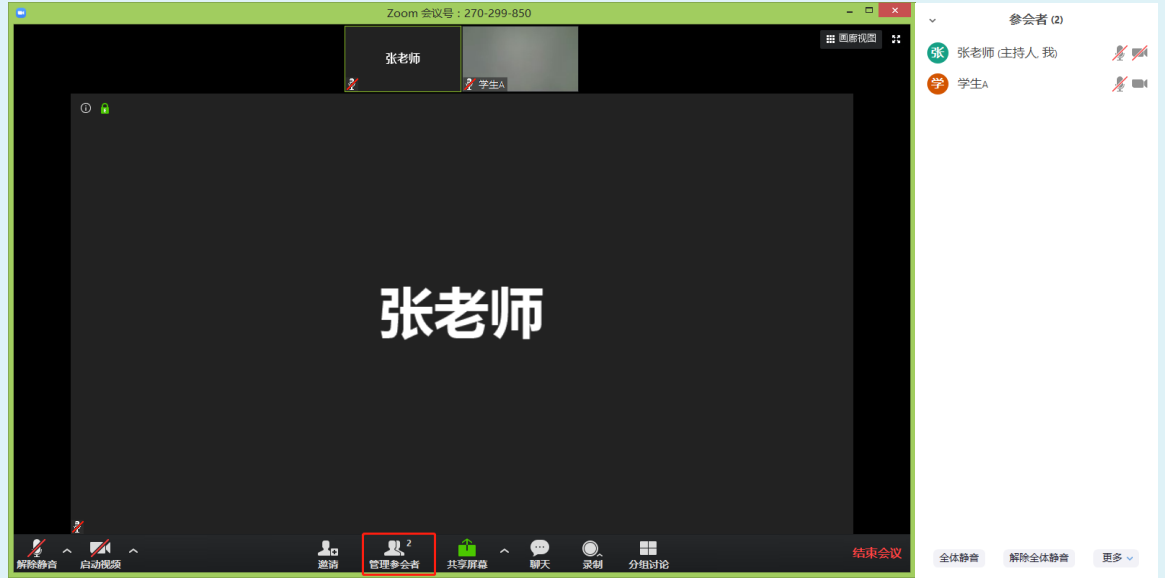 Zoom 会议号：270-299-850
张老师
学生A
画廊视图
张老师
解除静音
启动视频
邀请
2
管理参会者
共享屏幕
聊天
录制
分组讨论
结束会议
参会者 (2)
张 张老师 (主持人, 我)
学 学生A
全体静音
解除全体静音
更多